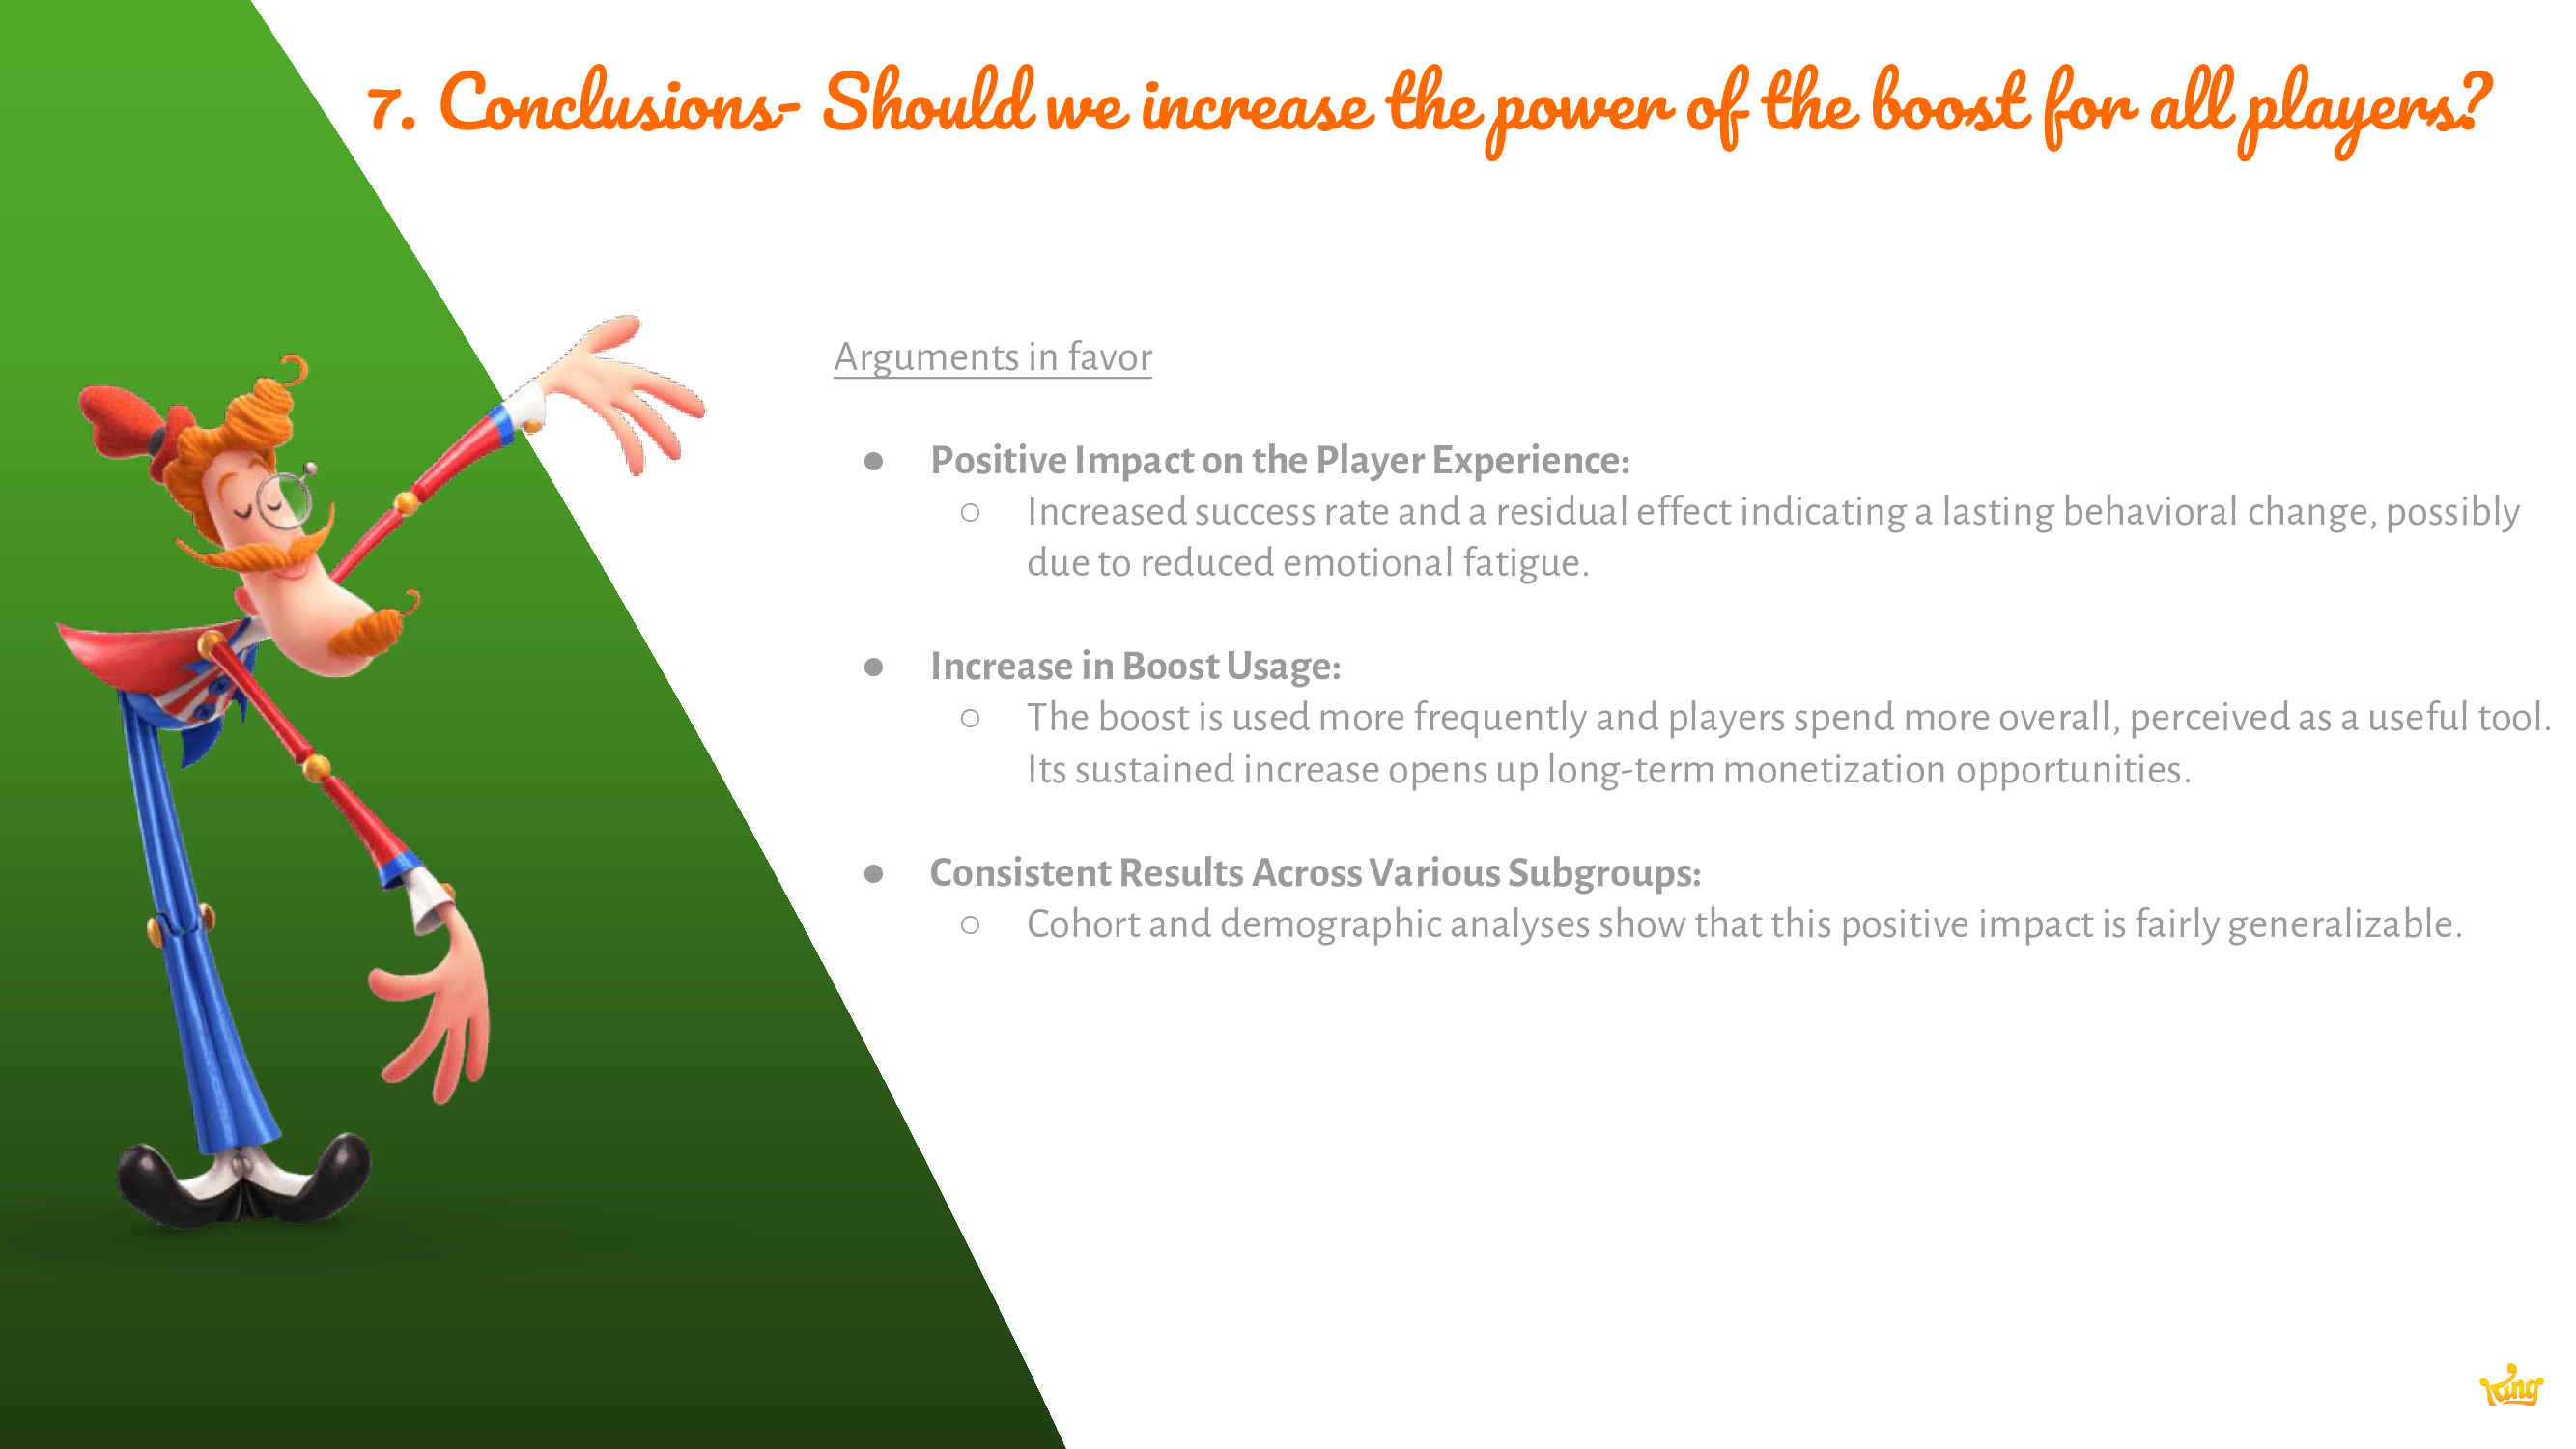 7. Conclusions- Should we increase the power of the boost for all players?
Arguments in favor
● Positive Impact on the Player Experience:
○ Increased success rate and a residual effect indicating a lasting behavioral change, possibly
due to reduced emotional fatigue.
● Increase in Boost Usage:
○ The boost is used more frequently and players spend more overall, perceived as a useful tool.
Its sustained increase opens up long-term monetization opportunities.
● Consistent Results Across Various Subgroups:
○ Cohort and demographic analyses show that this positive impact is fairly generalizable.
King